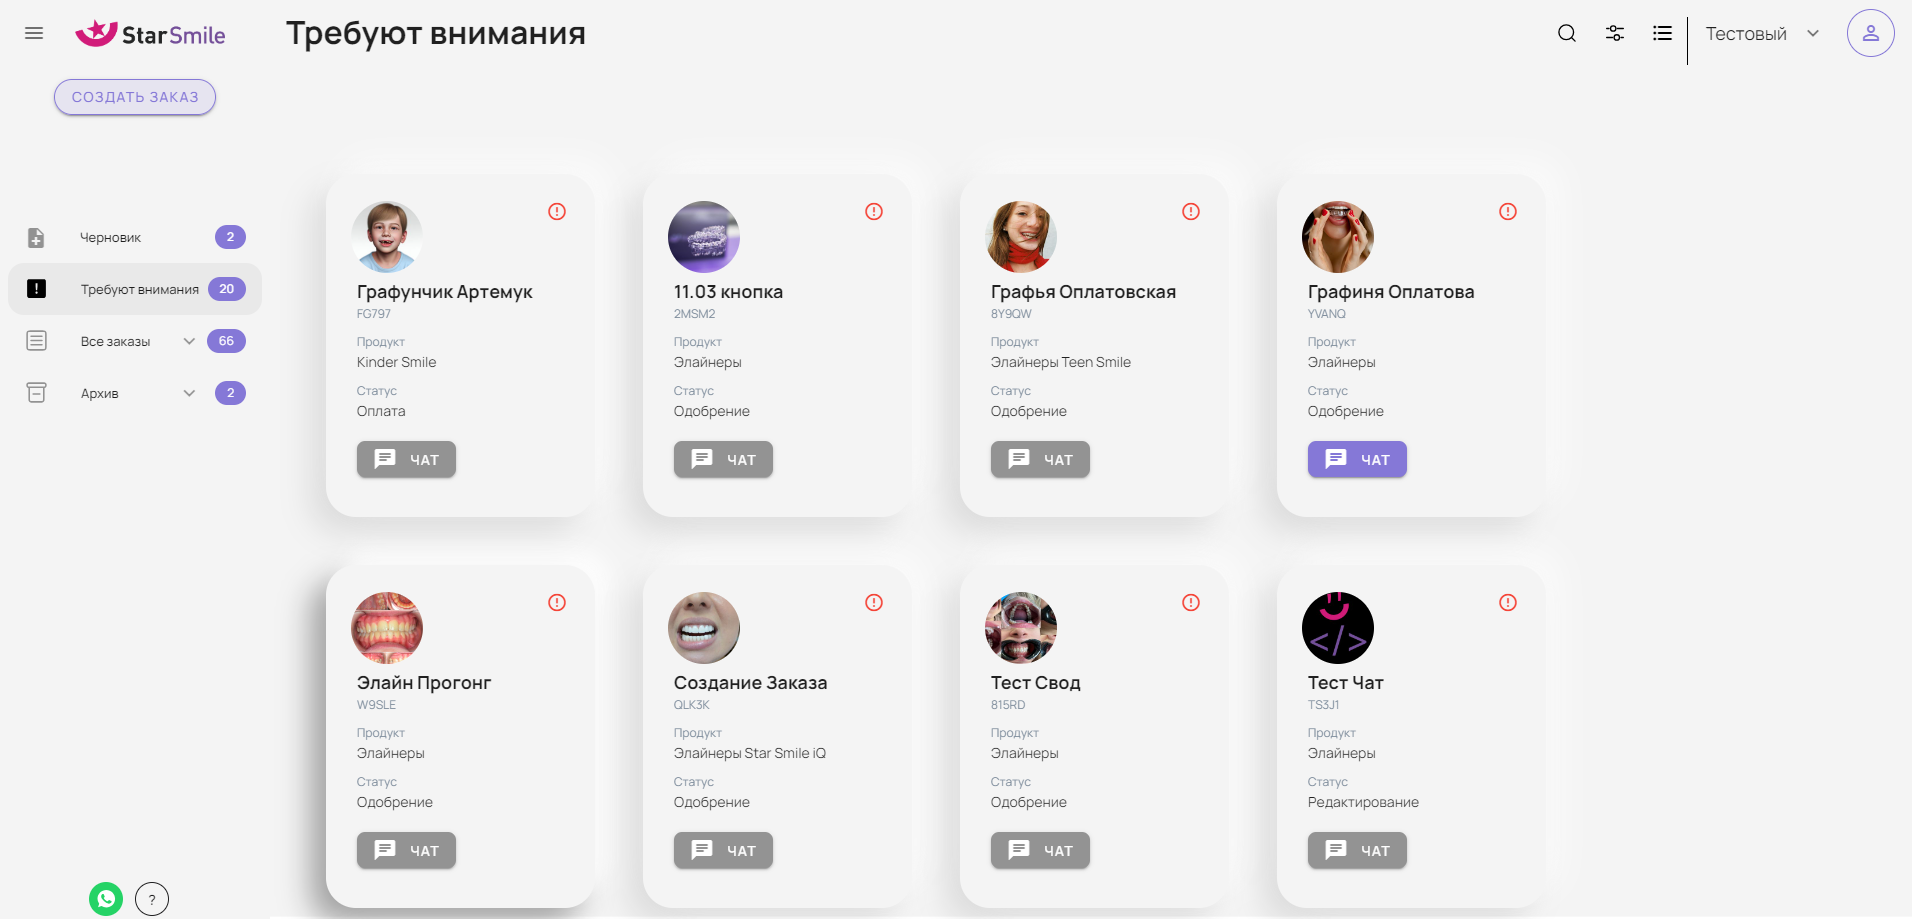 StarSmile
Требуют внимания
Тестовый
СОЗДАТЬ ЗАКАЗ
Черновик 2
Требуют внимания 20
Все заказы 66
Архив 2
Графунчик Артемук
FG797
Продукт
Kinder Smile
Статус
Оплата
ЧАТ
11.03 кнопка
2MSM2
Продукт
Элайнеры
Статус
Одобрение
ЧАТ
Графья Оплатовская
8Y9QW
Продукт
Элайнеры Teen Smile
Статус
Одобрение
ЧАТ
Графиня Оплатова
YVANQ
Продукт
Элайнеры
Статус
Одобрение
ЧАТ
Элайн Прогонг
W9SLE
Продукт
Элайнеры
Статус
Одобрение
ЧАТ
Создание Заказа
QLK3K
Продукт
Элайнеры Star Smile iQ
Статус
Одобрение
ЧАТ
Тест Свод
815RD
Продукт
Элайнеры
Статус
Одобрение
ЧАТ
</>
Тест Чат
TS3J1
Продукт
Элайнеры
Статус
Редактирование
ЧАТ
?